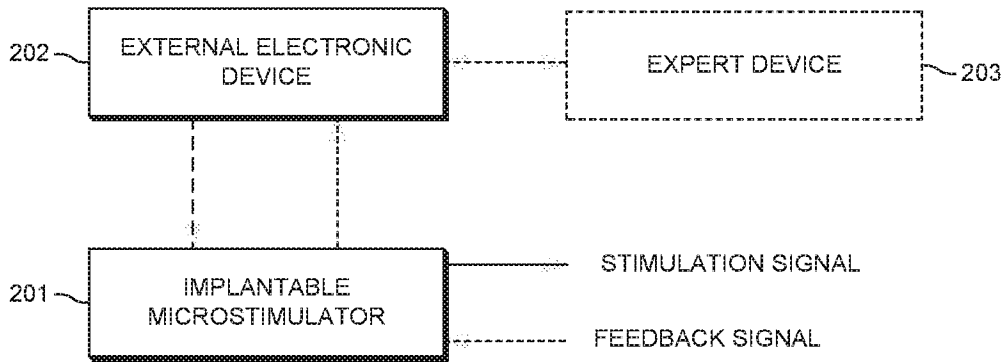 202
EXTERNAL ELECTRONIC
DEVICE
EXPERT DEVICE
203
201
IMPLANTABLE
MICROSTIMULATOR
STIMULATION SIGNAL
FEEDBACK SIGNAL